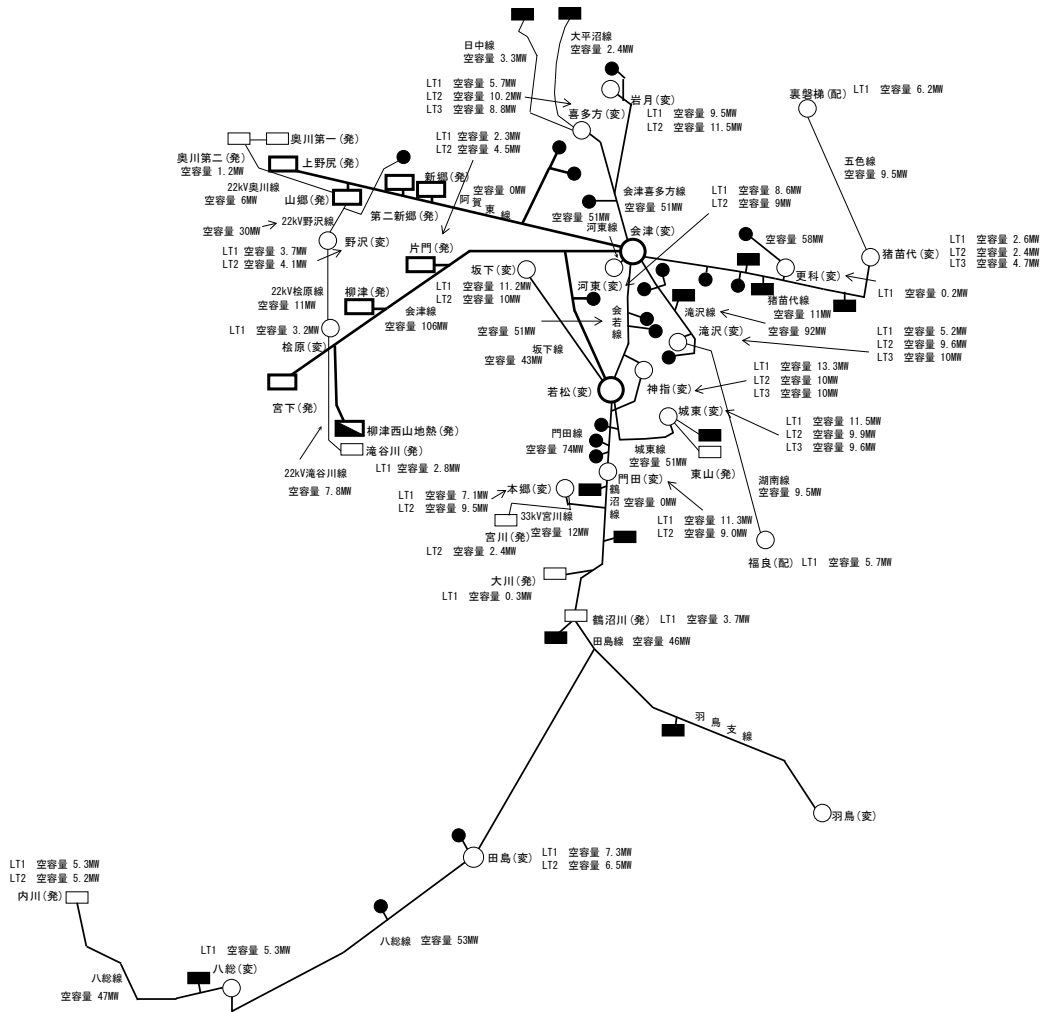 日中線
空容量 3.3MW
大平沼線
空容量 2.4MW
LT1 空容量 5.7MW
LT2 空容量 10.2MW
LT3 空容量 8.8MW
岩月(変)
LT1 空容量 9.5MW
LT2 空容量 11.5MW
喜多方(変)
裏磐梯(配)
LT1 空容量 6.2MW
五色線
空容量 9.5MW
奥川第一(発)
奥川第二(発)
空容量 1.2MW
上野尻(発)
LT1 空容量 2.3MW
LT2 空容量 4.5MW
22kV奥川線
空容量 6MW
山郷(発)
新郷(発)
第二新郷(発)
空容量 0MW
阿賀東線
会津喜多方線
空容量 51MW
LT1 空容量 8.6MW
LT2 空容量 9MW
空容量 51MW
河東線
会津(変)
22kV野沢線
空容量 30MW
野沢(変)
LT1 空容量 3.7MW
LT2 空容量 4.1MW
片門(発)
坂下(変)
LT1 空容量 11.2MW
LT2 空容量 10MW
河東(変)
空容量 58MW
更科(変)
猪苗代(変)
LT1 空容量 2.6MW
LT2 空容量 2.4MW
LT3 空容量 4.7MW
LT1 空容量 0.2MW
猪苗代線
空容量 11MW
22kV桧原線
空容量 11MW
柳津(発)
会津線
空容量 106MW
会若線
空容量 51MW
滝沢線
空容量 92MW
滝沢(変)
LT1 空容量 5.2MW
LT2 空容量 9.6MW
LT3 空容量 10MW
LT1 空容量 3.2MW
桧原(変)
坂下線
空容量 43MW
LT1 空容量 13.3MW
LT2 空容量 10MW
LT3 空容量 10MW
神指(変)
若松(変)
宮下(発)
城東(変)
LT1 空容量 11.5MW
LT2 空容量 9.9MW
LT3 空容量 9.6MW
柳津西山地熱(発)
滝谷川(発)
LT1 空容量 2.8MW
22kV滝谷川線
空容量 7.8MW
門田線
空容量 74MW
城東線
空容量 51MW
東山(発)
門田(変)
LT1 空容量 11.3MW
LT2 空容量 9.0MW
湖南線
空容量 9.5MW
本郷(変)
LT1 空容量 7.1MW
LT2 空容量 9.5MW
鶴沼線
空容量 0MW
33kV宮川線
空容量 12MW
宮川(発)
LT2 空容量 2.4MW
福良(配)
LT1 空容量 5.7MW
大川(発)
LT1 空容量 0.3MW
鶴沼川(発) LT1 空容量 3.7MW
田島線 空容量 46MW
羽鳥支線
羽鳥(変)
田島(変)
LT1 空容量 7.3MW
LT2 空容量 6.5MW
LT1 空容量 5.3MW
LT2 空容量 5.2MW
内川(発)
八総線 空容量 53MW
LT1 空容量 5.3MW
八総(変)
八総線
空容量 47MW